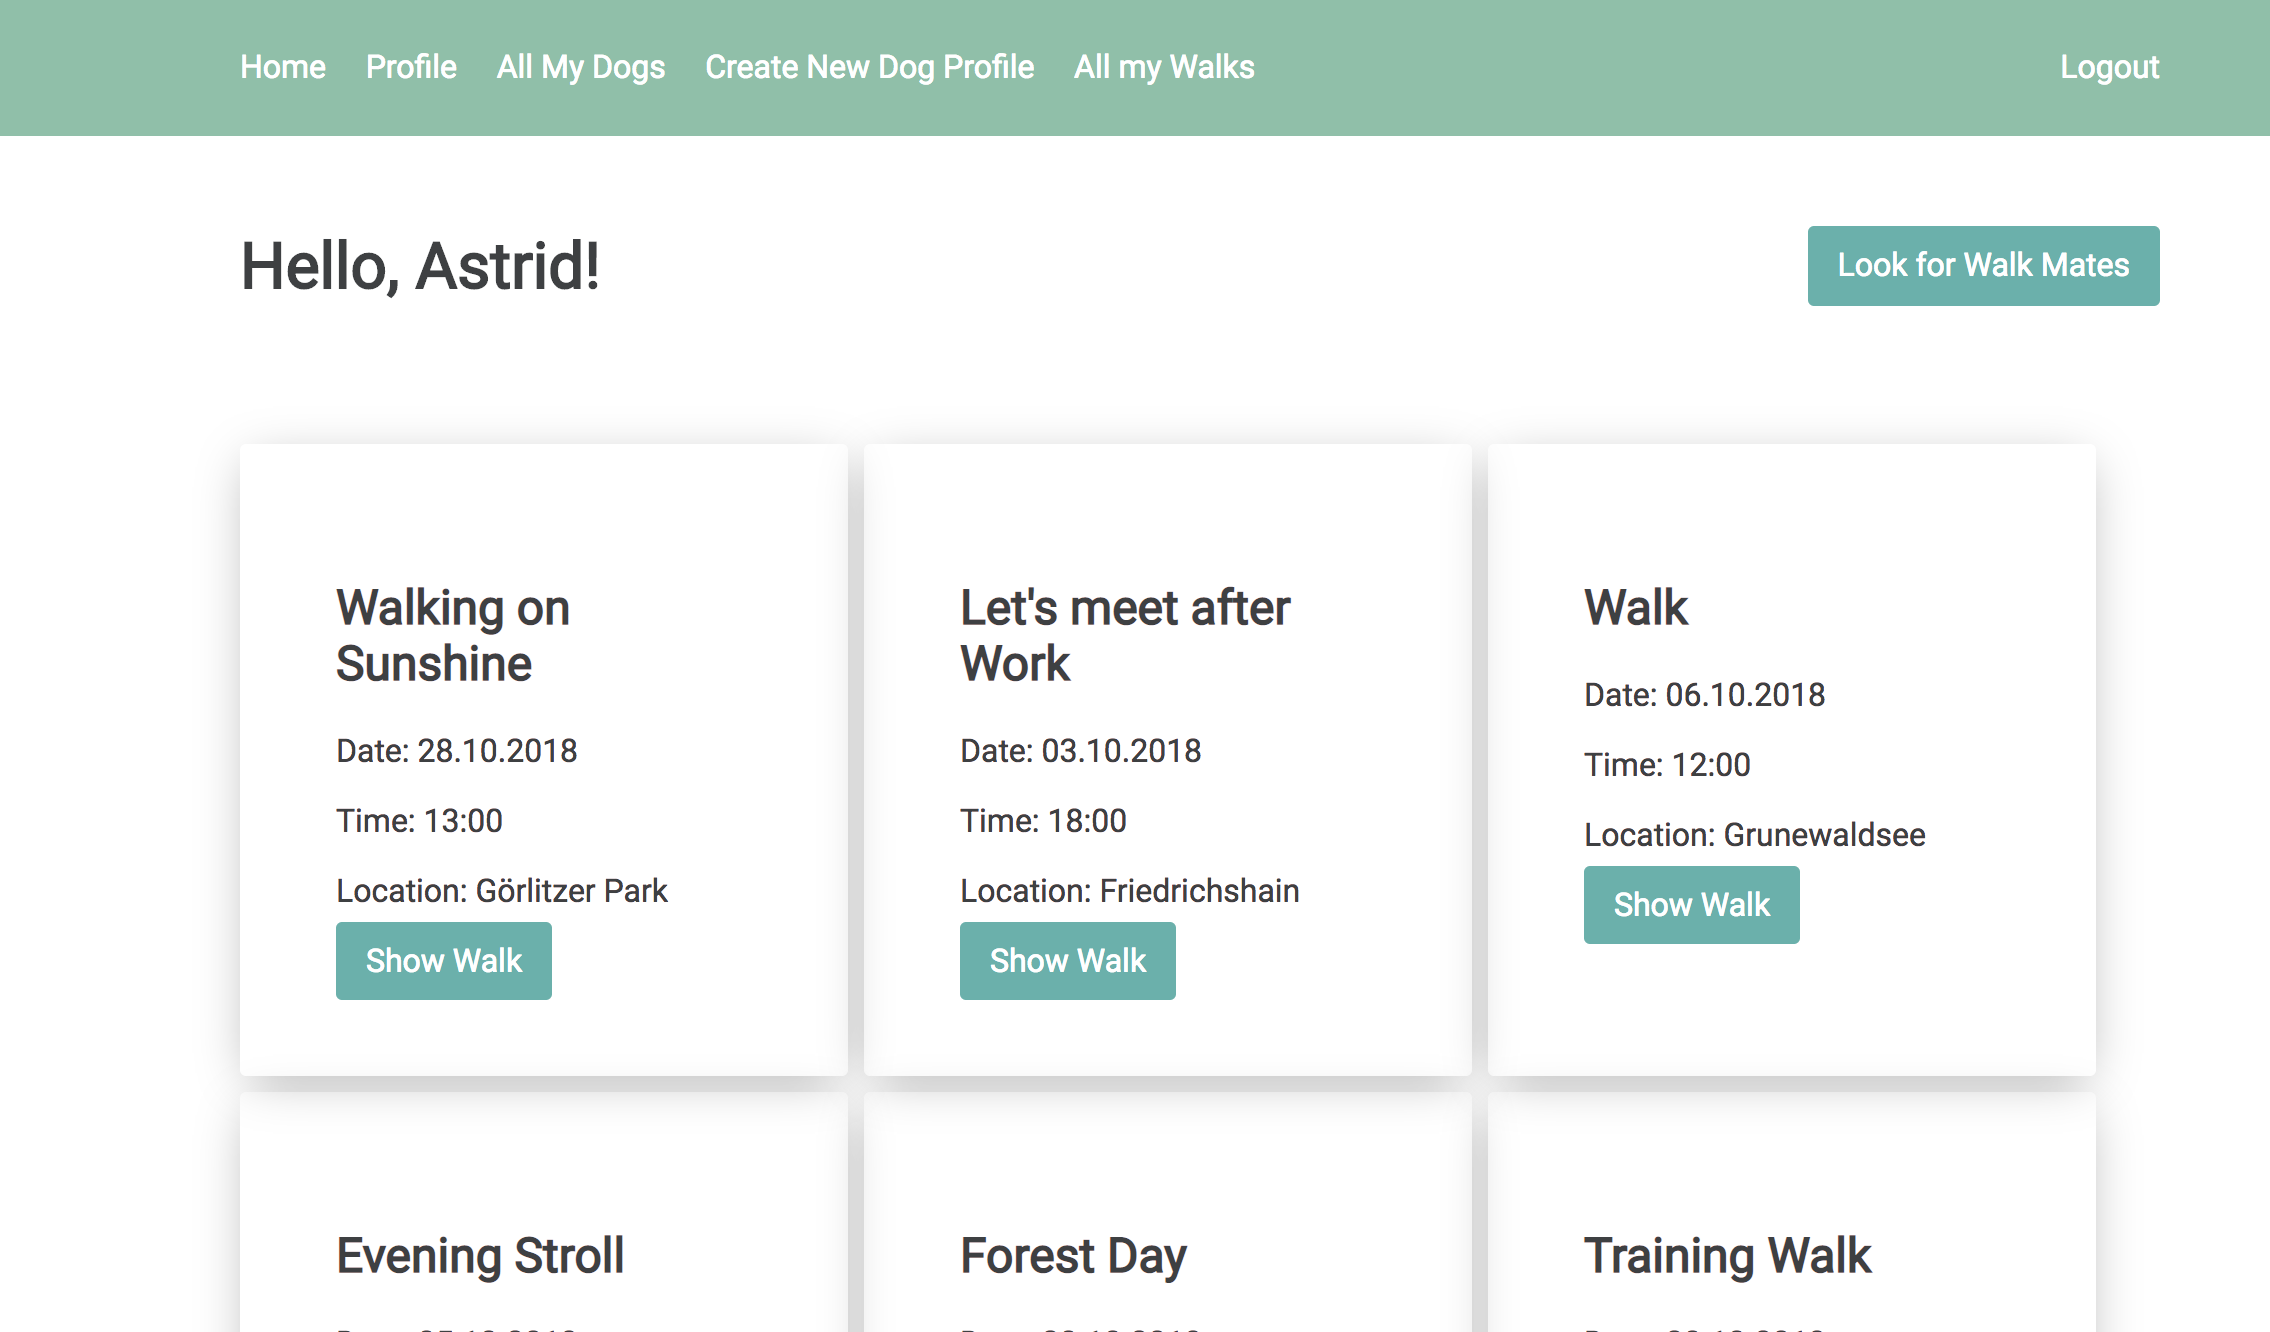 Home Profile All My Dogs Create New Dog Profile All my Walks Logout
Hello, Astrid!
Look for Walk Mates
Walking on
Sunshine
Date: 28.10.2018
Time: 13:00
Location: Görlitzer Park
Show Walk
Let's meet after
Work
Date: 03.10.2018
Time: 18:00
Location: Friedrichshain
Show Walk
Walk
Date: 06.10.2018
Time: 12:00
Location: Grunewaldsee
Show Walk
Evening Stroll
Forest Day
Training Walk